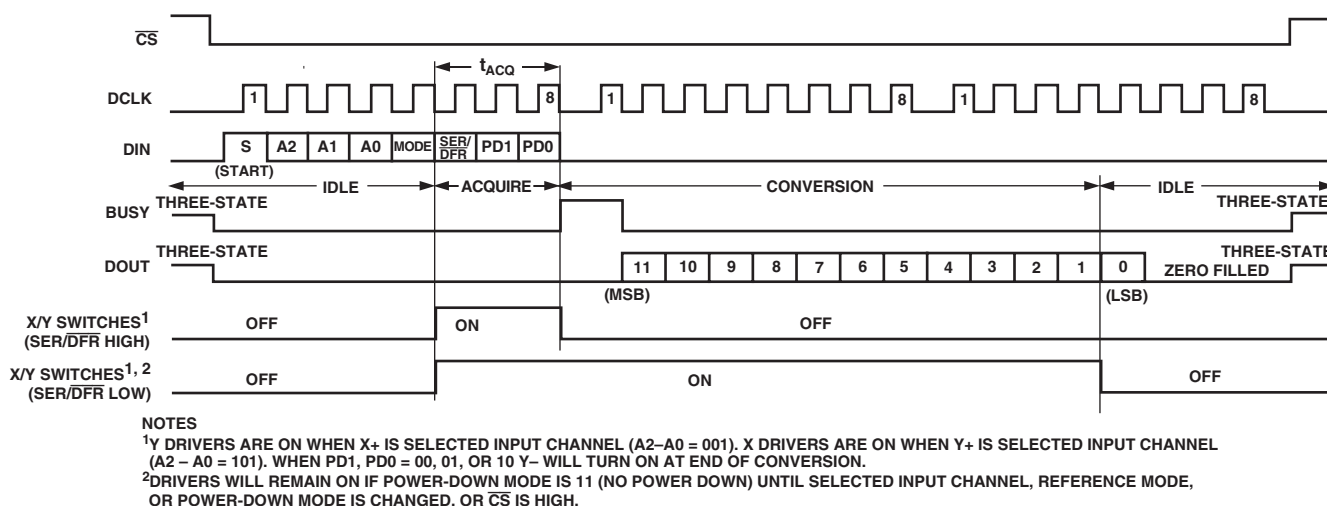 CS
tACQ
DCLK 1 8 1 8 1 8
DIN S A2 A1 A0 MODE SER/DFR PD1 PD0
(START)
IDLE ACQUIRE CONVERSION IDLE
THREE-STATE THREE-STATE
BUSY
THREE-STATE THREE-STATE
DOUT 11 10 9 8 7 6 5 4 3 2 1 0 ZERO FILLED
(MSB) (LSB)
X/Y SWITCHES1 OFF ON OFF
(SER/DFR HIGH)
X/Y SWITCHES1, 2 OFF ON OFF
(SER/DFR LOW)
NOTES
1Y DRIVERS ARE ON WHEN X+ IS SELECTED INPUT CHANNEL (A2–A0 = 001). X DRIVERS ARE ON WHEN Y+ IS SELECTED INPUT CHANNEL
(A2 – A0 = 101). WHEN PD1, PD0 = 00, 01, OR 10 Y– WILL TURN ON AT END OF CONVERSION.
2DRIVERS WILL REMAIN ON IF POWER-DOWN MODE IS 11 (NO POWER DOWN) UNTIL SELECTED INPUT CHANNEL, REFERENCE MODE,
OR POWER-DOWN MODE IS CHANGED, OR CS IS HIGH.